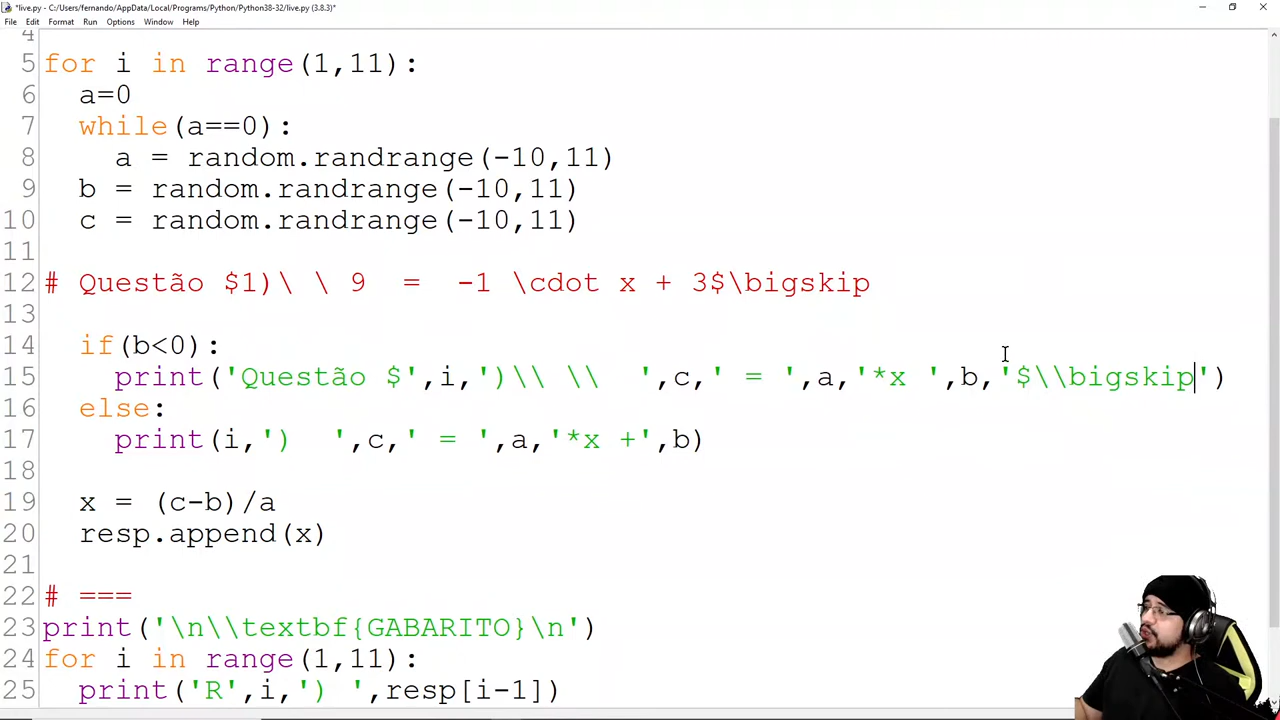 *live.py - C:/Users/fernando/AppData/Local/Programs/Python/Python38-32/live.py (3.8.3)*
File Edit Format Run Options Window Help
4
5 for i in range(1,11):
6   a=0
7   while(a==0):
8     a = random.randrange(-10,11)
9   b = random.randrange(-10,11)
10   c = random.randrange(-10,11)
11
12 # Questão $1)\ \ 9  =  -1 \cdot x + 3$\bigskip
13
14   if(b<0):
15     print('Questão $',i,')\\ \\  ',c,' = ',a,'*x ',b,'$\\bigskip')
16   else:
17     print(i,')  ',c,' = ',a,'*x +',b)
18
19   x = (c-b)/a
20   resp.append(x)
21
22 # ===
23 print('\n\\textbf{GABARITO}\n')
24 for i in range(1,11):
25   print('R',i,') ',resp[i-1])